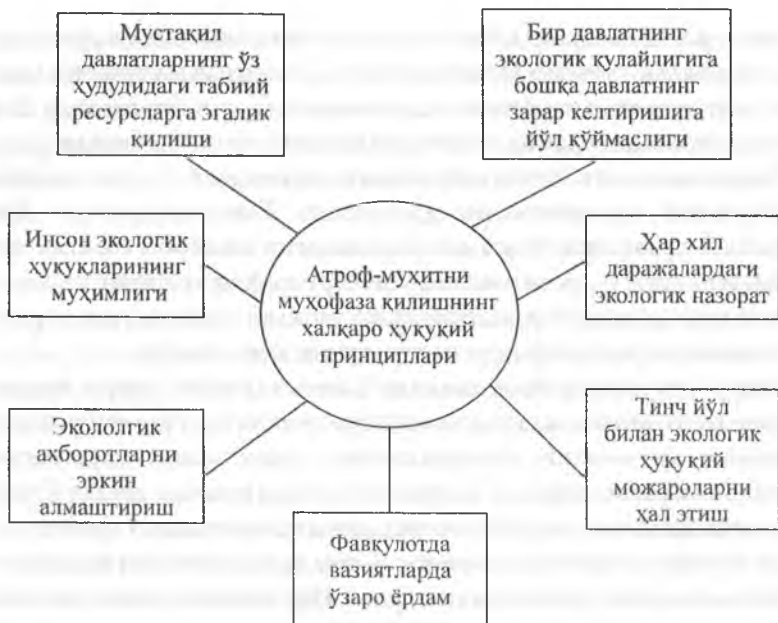 Мустақил
давлатларнинг ўз
ҳудудидаги табиий
ресурсларга эгалик
қилиши
Бир давлатнинг
экологик қулайлигига
бошқа давлатнинг
зарар келтиришига
йўл қўймаслиги
Инсон экологик
ҳуқуқларининг
муҳимлиги
Атроф-муҳитни
муҳофаза қилишнинг
халқаро ҳуқуқий
принциплари
Ҳар хил
даражалардаги
экологик назорат
Экололгик
ахборотларни
эркин
алмаштириш
Тинч йўл
билан экологик
ҳуқуқий
можароларни
ҳал этиш
Фавқулотда
вазиятларда
ўзаро ёрдам